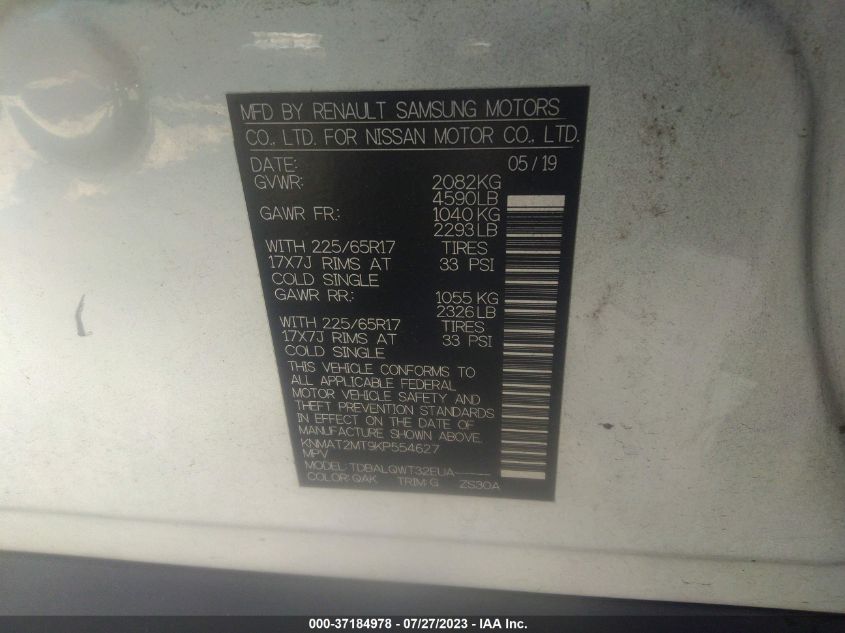 MFD BY RENAULT SAMSUNG MOTORS
CO., LTD. FOR NISSAN MOTOR CO., LTD.
DATE: 05/19
GVWR: 2082KG
4590LB
GAWR FR.: 1040 KG
2293 LB
WITH 225/65R17 TIRES
17X7J RIMS AT 33 PSI
COLD SINGLE
GAWR RR.: 1055 KG
2326 LB
WITH 225/65R17 TIRES
17X7J RIMS AT 33 PSI
COLD SINGLE
THIS VEHICLE CONFORMS TO
ALL APPLICABLE FEDERAL
MOTOR VEHICLE SAFETY AND
THEFT PREVENTION STANDARDS
IN EFFECT ON THE DATE OF
MANUFACTURE SHOWN ABOVE.
KNMAT2MT9KP554627
MPV
MODEL: TDBALQWT32EUA-----
COLOR: QAK TRIM: G ZS30A
000-37184978 / 07/27/2023 - IAA Inc.